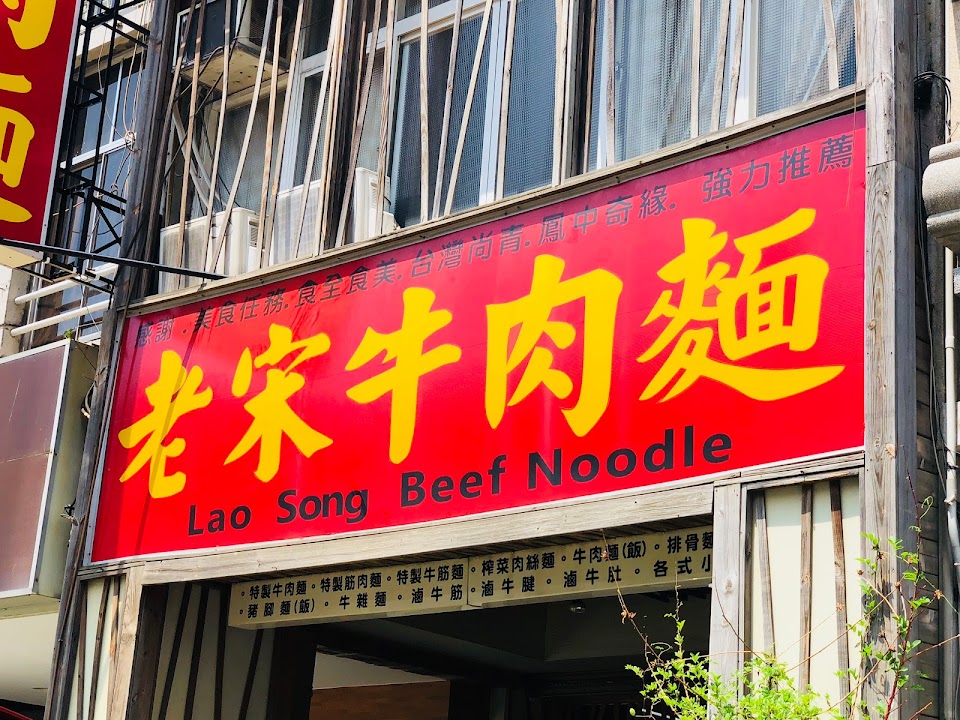 感謝．美食任務．食全食美．台灣尚青．鳳中奇緣．強力推薦
老宋牛肉麵
Lao Song Beef Noodle
。特製牛肉麵。特製筋肉麵。特製牛筋麵。榨菜肉絲麵。牛肉麵(飯)。排骨麵
。豬腳麵(飯)。牛雜麵。滷牛筋。滷牛腱。滷牛肚。各式小